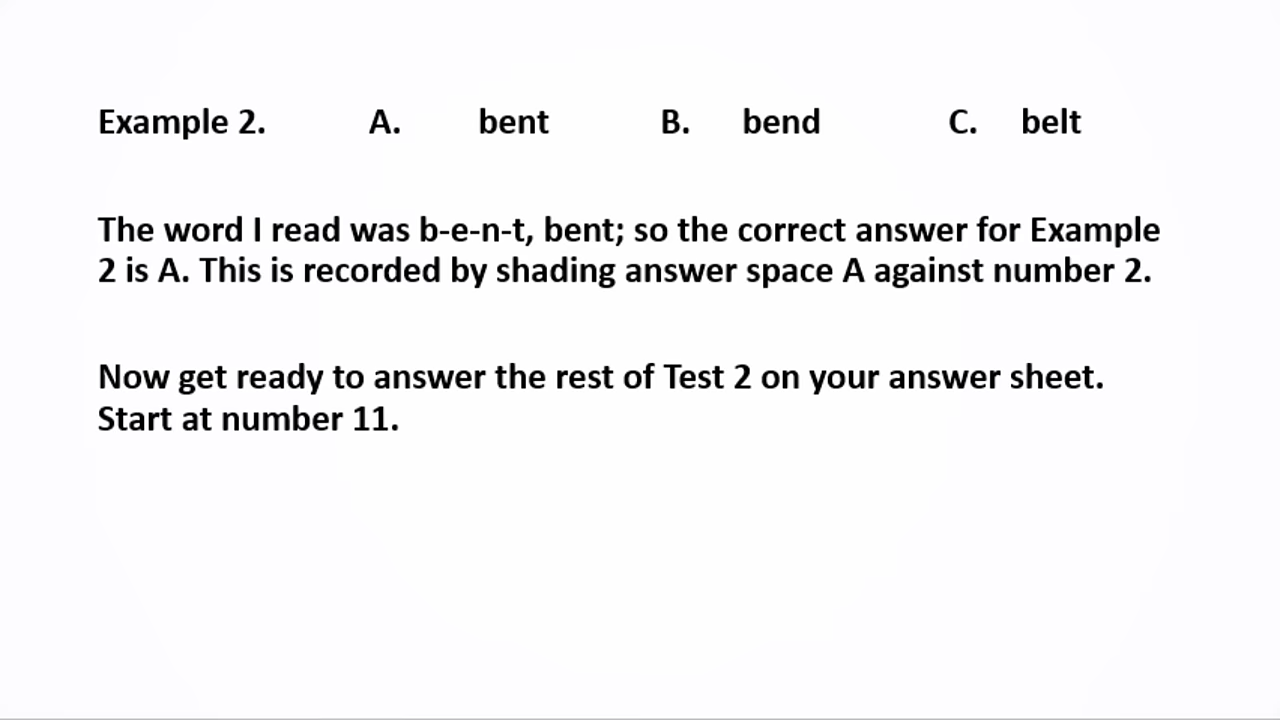 Example 2. A. bent B. bend C. belt
The word I read was b-e-n-t, bent; so the correct answer for Example
2 is A. This is recorded by shading answer space A against number 2.
Now get ready to answer the rest of Test 2 on your answer sheet.
Start at number 11.